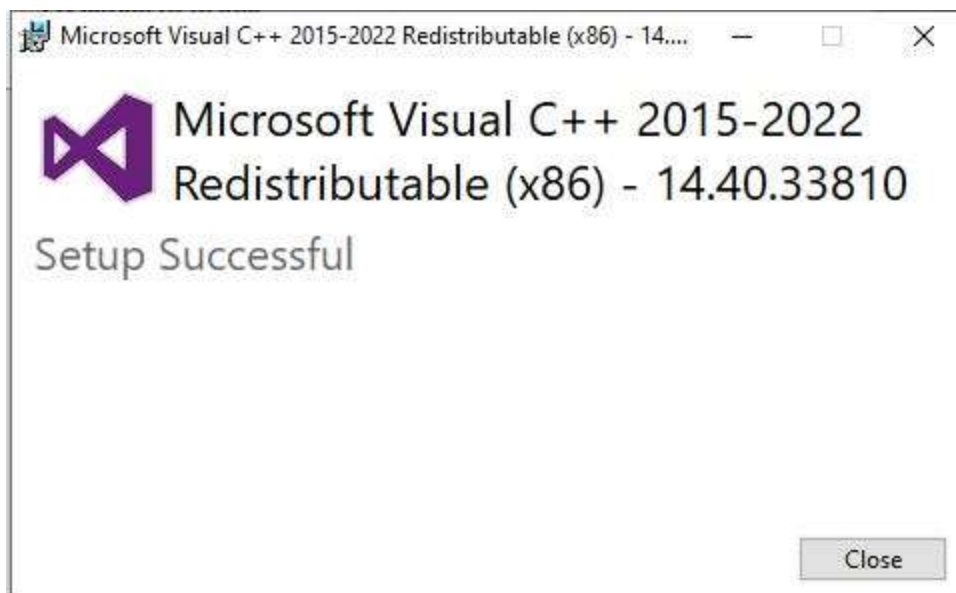 Microsoft Visual C++ 2015-2022 Redistributable (x86) - 14....
Microsoft Visual C++ 2015-2022
Redistributable (x86) - 14.40.33810
Setup Successful
Close